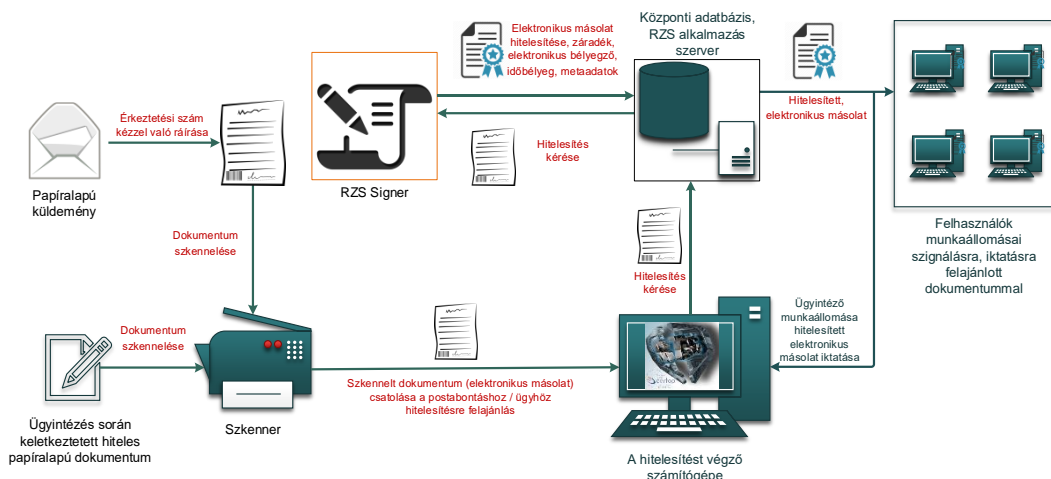 Elektronikus másolat
hitelesítése, záradék,
elektronikus bélyegző,
időbélyeg, metaadatok
Központi adatbázis,
RZS alkalmazás
szerver
Érkeztetési szám
kézzel való ráírása
Hitelesítés
kérése
Hitelesített,
elektronikus másolat
Papíralapú
küldemény
RZS Signer
Felhasználók
munkaállomásai
szignálásra, iktatásra
felajánlott
dokumentummal
Dokumentum
szkennelése
Hitelesítés
kérése
Ügyintéző
munkaállomása
hitelesített
elektronikus
másolat iktatása
Dokumentum
szkennelése
Szkennelt dokumentum (elektronikus másolat)
csatolása a postabontáshoz / ügyhöz
hitelesítésre felajánlás
Ügyintézés során
keletkeztetett hiteles
papíralapú dokumentum
Szkenner
A hitelesítést végző
számítógépe